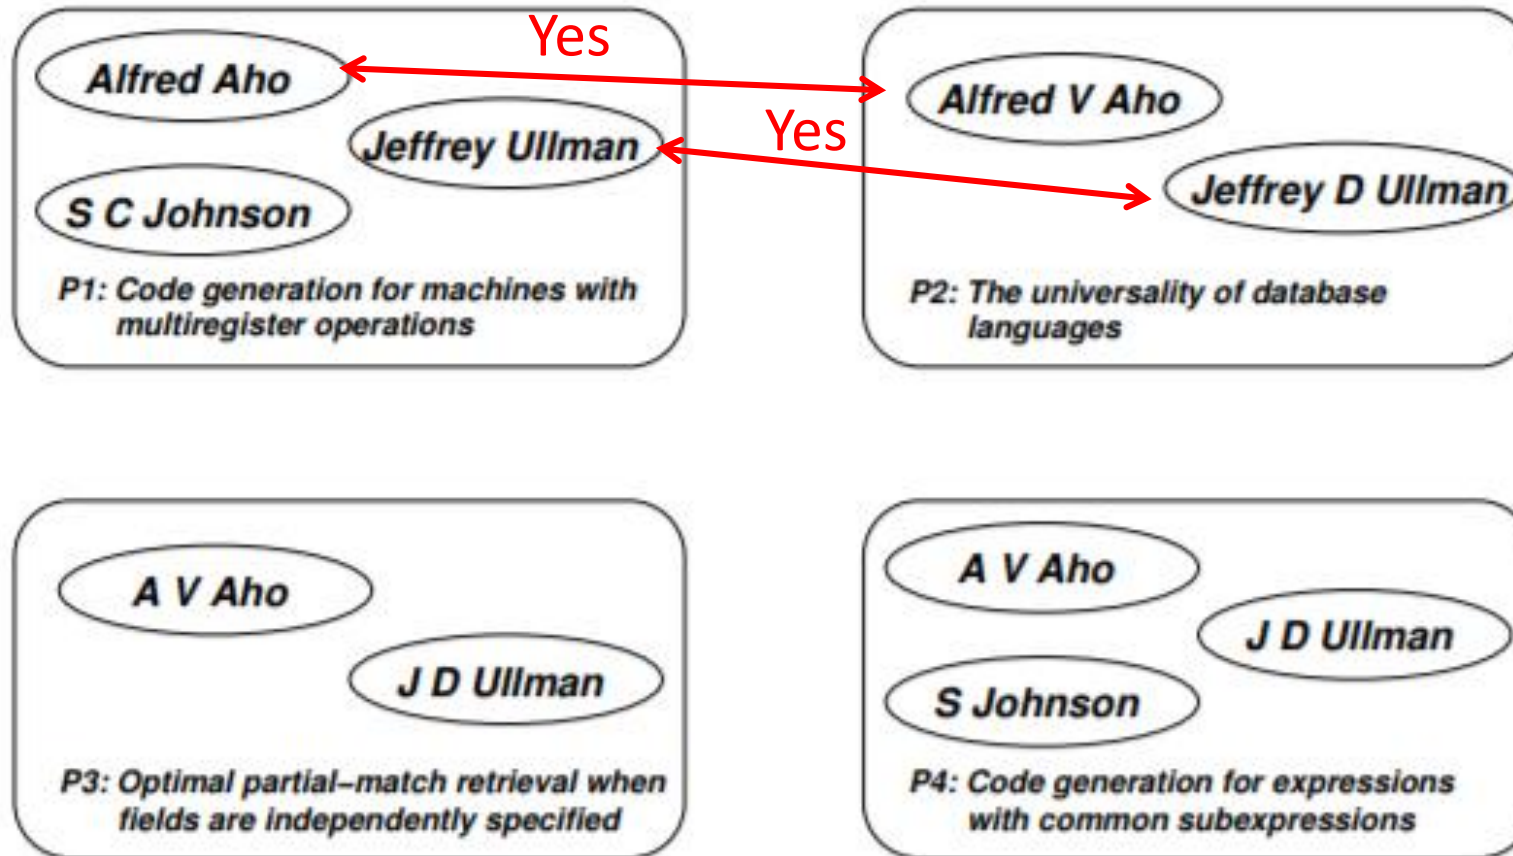 Yes
Alfred Aho
Jeffrey Ullman
S C Johnson
P1: Code generation for machines with
multiregister operations
Yes
Alfred V Aho
Jeffrey D Ullman
P2: The universality of database
languages
A V Aho
J D Ullman
P3: Optimal partial–match retrieval when
fields are independently specified
A V Aho
J D Ullman
S Johnson
P4: Code generation for expressions
with common subexpressions